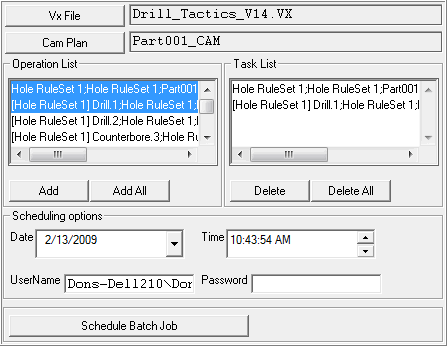 Vx File Drill_Tactics_V14.VX
Cam Plan Part001_CAM
Operation List
Hole RuleSet 1;Hole RuleSet 1;Part001
[Hole RuleSet 1] Drill.1;Hole RuleSet 1;
[Hole RuleSet 1] Drill.2;Hole RuleSet 1;
[Hole RuleSet 1] Counterbore.3;Hole Ru
Add Add All
Task List
Hole RuleSet 1;Hole RuleSet 1;Part001
[Hole RuleSet 1] Drill.1;Hole RuleSet 1;
Delete Delete All
Scheduling options
Date 2/13/2009 Time 10:43:54 AM
UserName Dons-Dell210\Dor Password
Schedule Batch Job